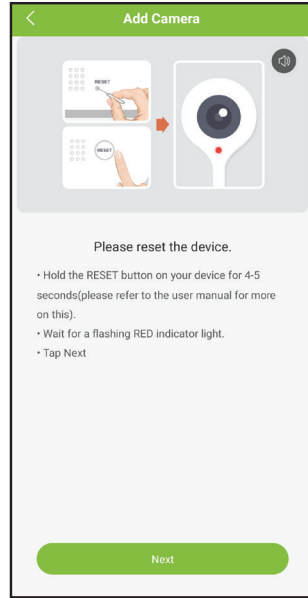 Add Camera
RESET
RESET
Please reset the device.
• Hold the RESET button on your device for 4-5
seconds(please refer to the user manual for more
on this).
• Wait for a flashing RED indicator light.
• Tap Next
Next